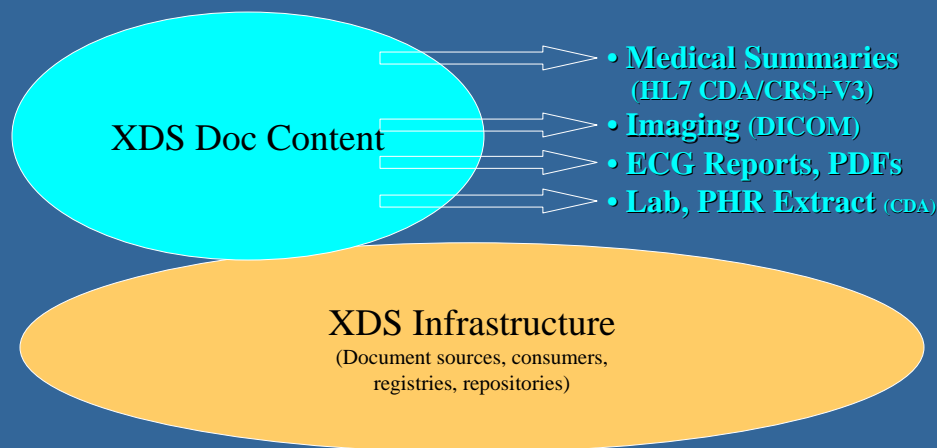 • Medical Summaries
(HL7 CDA/CRS+V3)
XDS Doc Content
• Imaging (DICOM)
• ECG Reports, PDFs
• Lab, PHR Extract (CDA)
XDS Infrastructure
(Document sources, consumers,
registries, repositories)